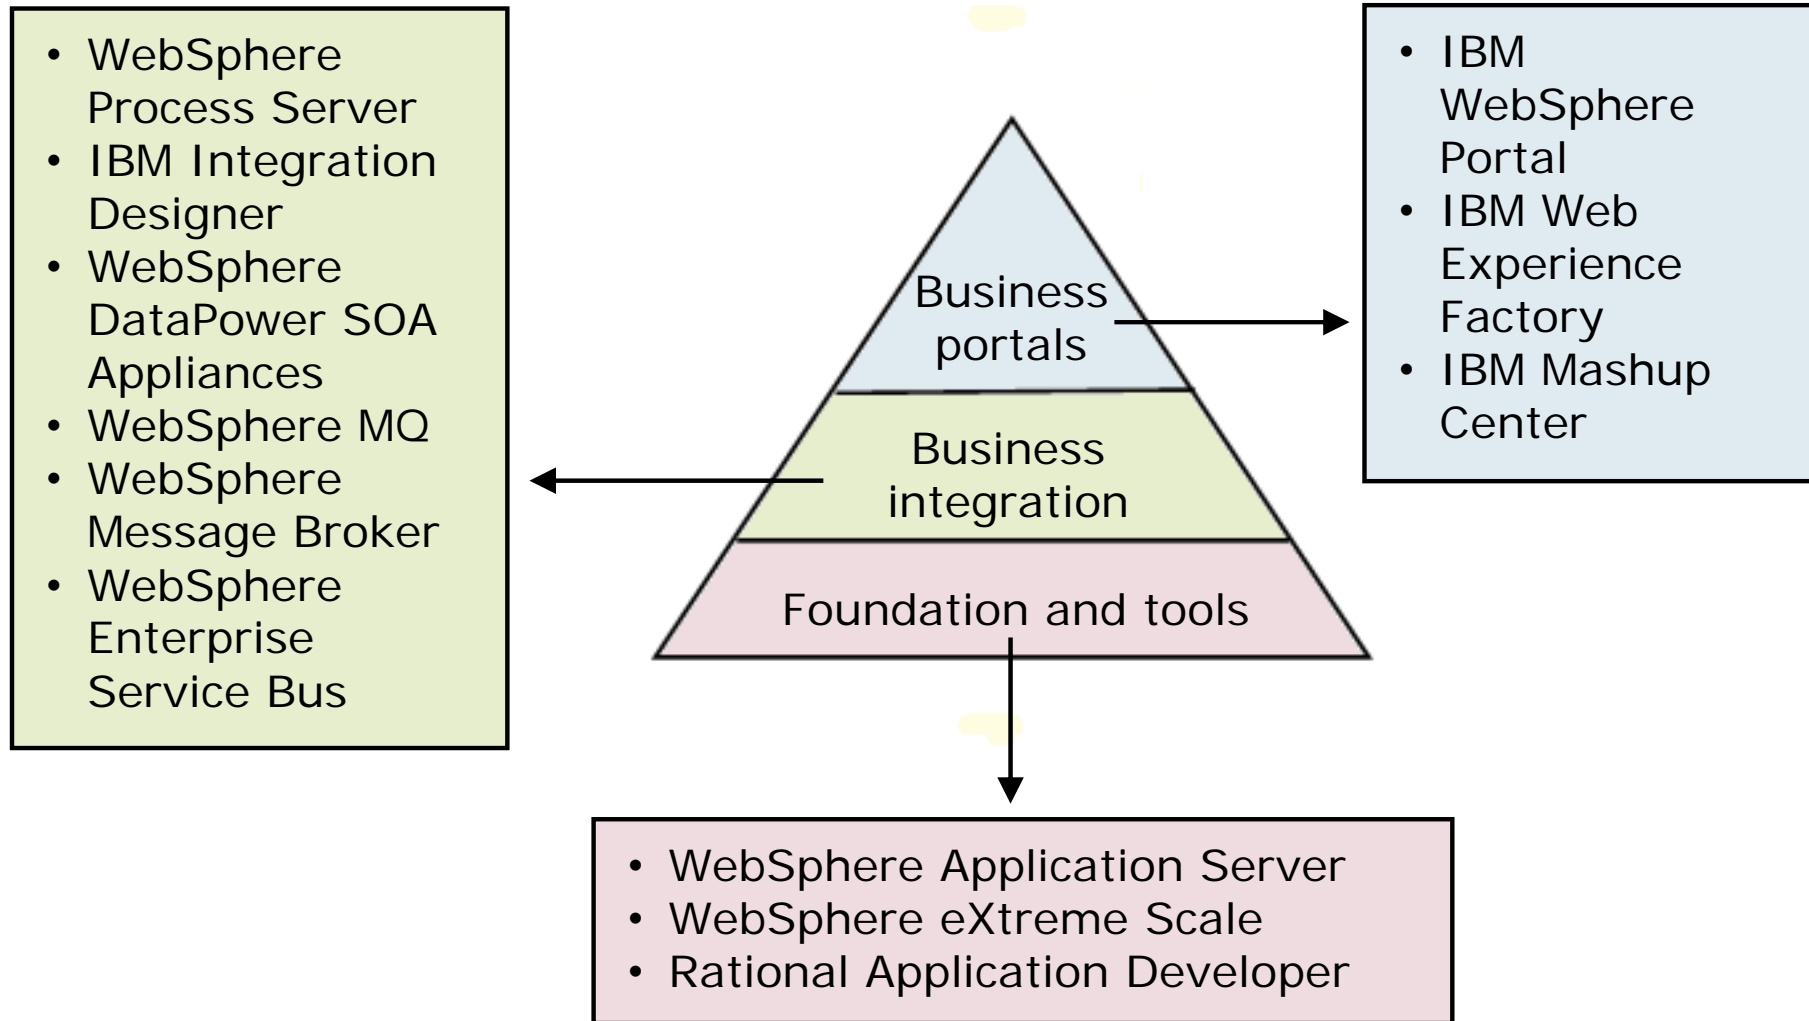 • WebSphere
Process Server
• IBM Integration
Designer
• WebSphere
DataPower SOA
Appliances
• WebSphere MQ
• WebSphere
Message Broker
• WebSphere
Enterprise
Service Bus
Business
portals
Business
integration
Foundation and tools
• IBM
WebSphere
Portal
• IBM Web
Experience
Factory
• IBM Mashup
Center
• WebSphere Application Server
• WebSphere eXtreme Scale
• Rational Application Developer